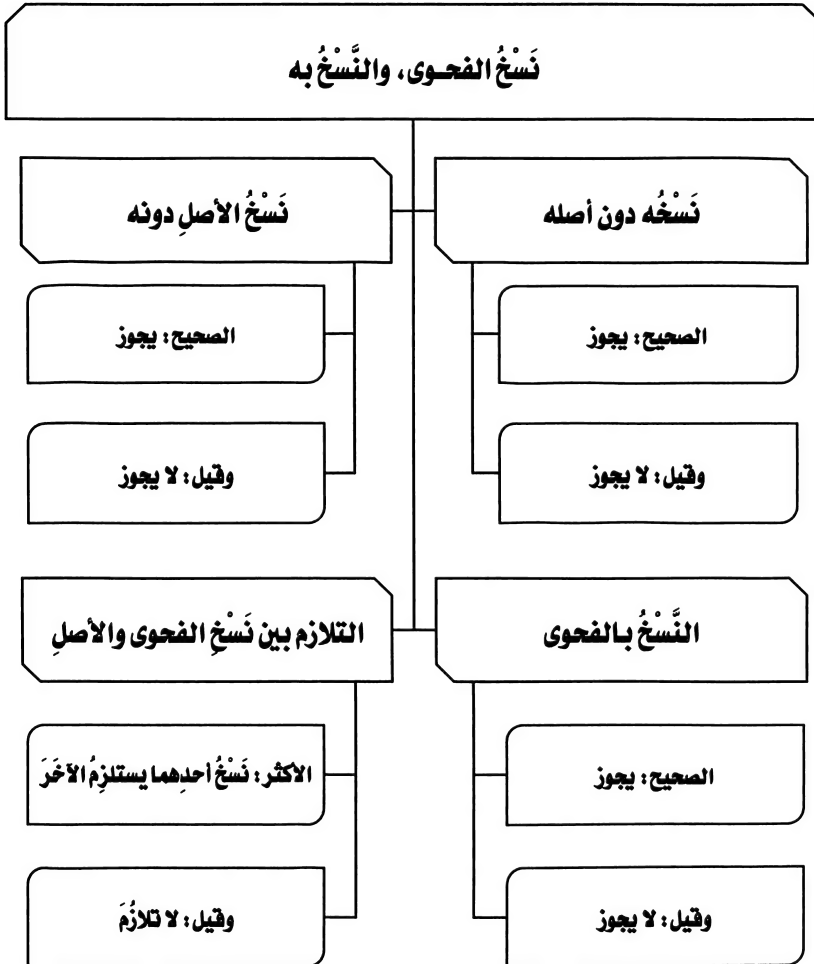 نَسْخُ الفحوى، والنَّسْخُ به
نَسْخُه دون أصله
الصحيح: يجوز
وقيل: لا يجوز
نَسْخُ الأصلِ دونه
الصحيح: يجوز
وقيل: لا يجوز
النَّسْخُ بالفحوى
الصحيح: يجوز
وقيل: لا يجوز
التلازم بين نَسْخِ الفحوى والأصلِ
الأكثر: نَسْخُ أحدِهما يستلزِمُ الآخَرَ
وقيل: لا تلازُمَ